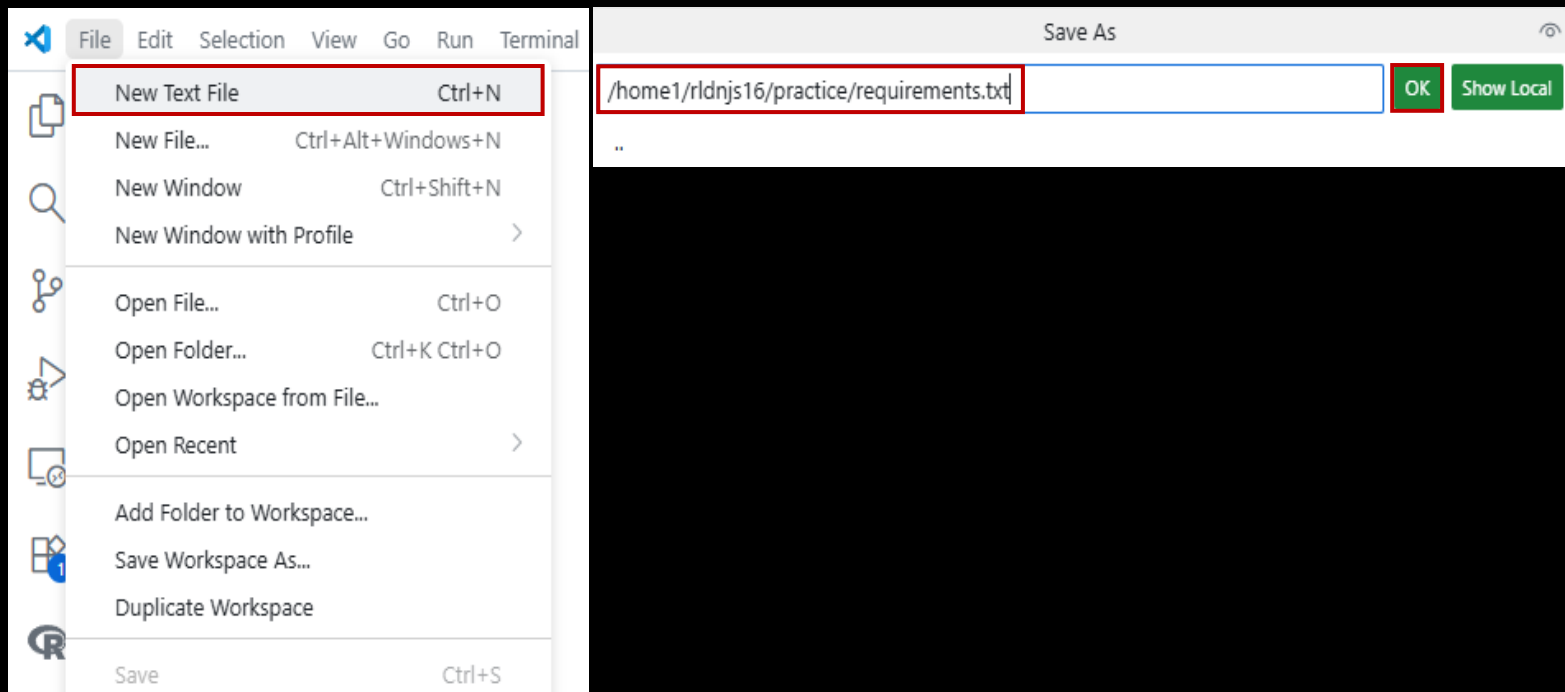 File Edit Selection View Go Run Terminal
New Text File Ctrl+N
New File... Ctrl+Alt+Windows+N
New Window Ctrl+Shift+N
New Window with Profile
Open File... Ctrl+O
Open Folder... Ctrl+K Ctrl+O
Open Workspace from File...
Open Recent
Add Folder to Workspace...
Save Workspace As...
Duplicate Workspace
Save Ctrl+S
1
R
Save As
/home1/rldnjs16/practice/requirements.txt OK Show Local
..